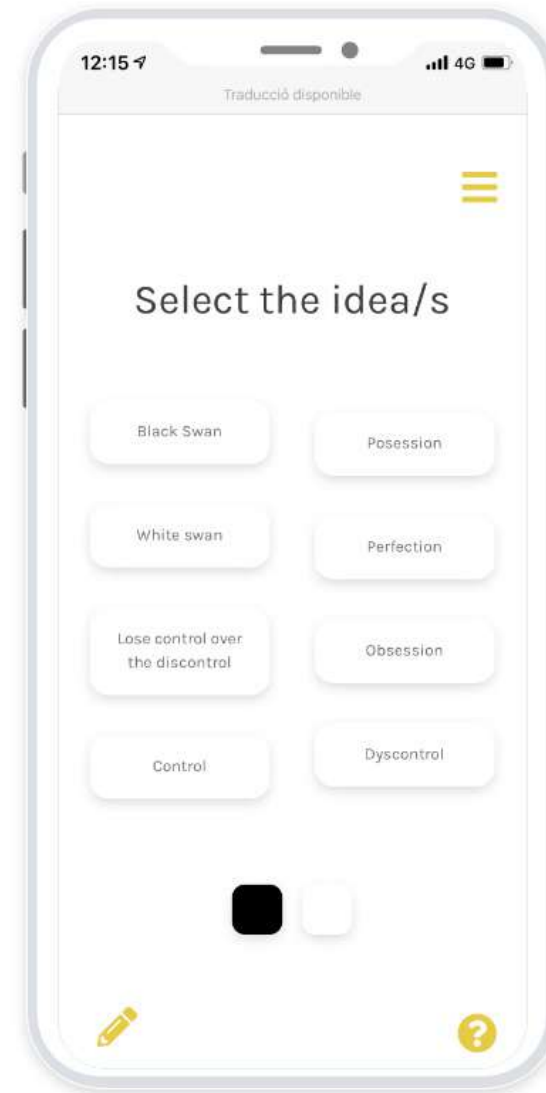 12:15
4G
Traducció disponible
Select the idea/s
Black Swan
Posession
White swan
Perfection
Lose control over
the discontrol
Obsession
Control
Dyscontrol
?